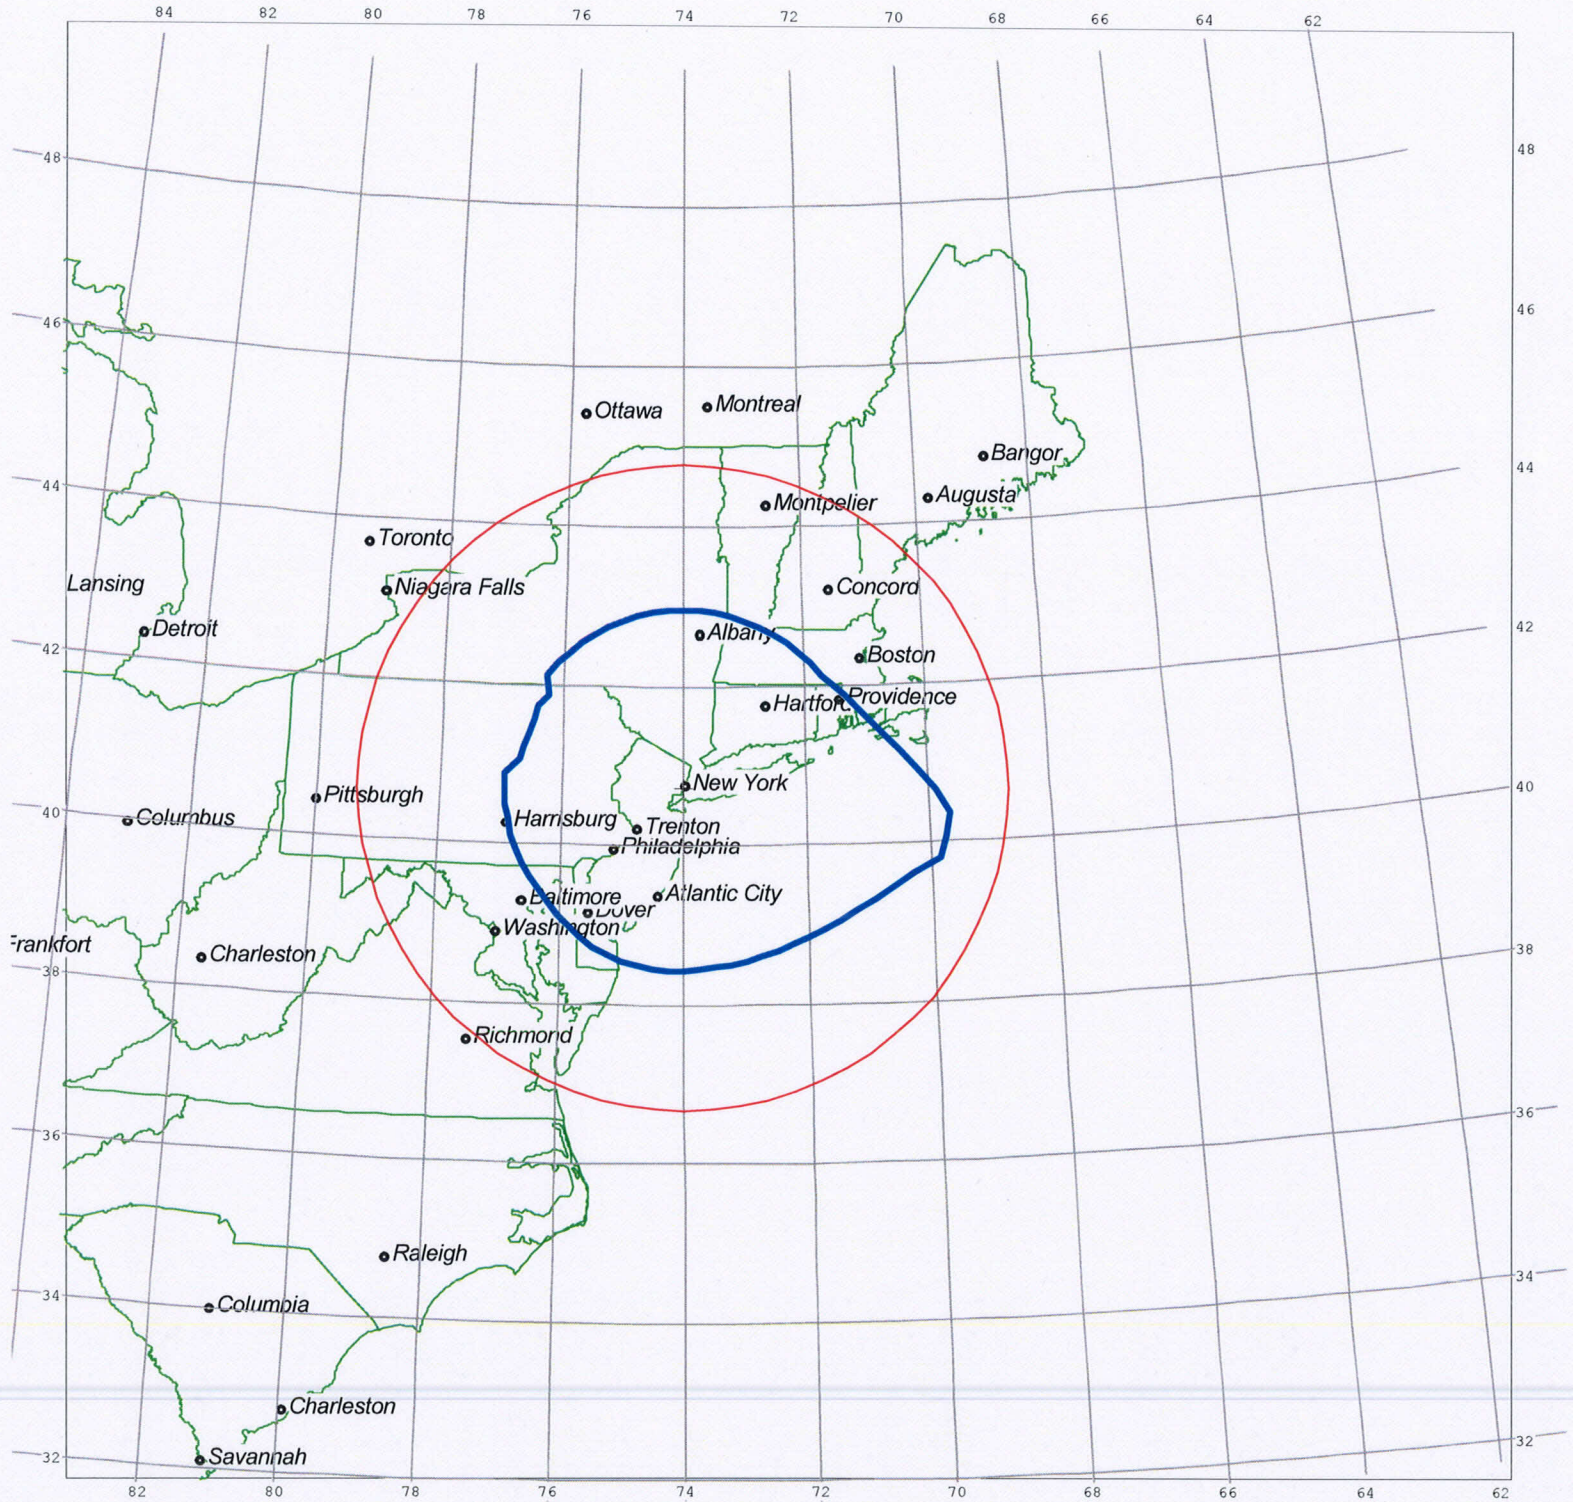 84 82 80 78 76 74 72 70 68 66 64 62
48 48
46 46
Ottawa Montreal
Bangor
44 44
Montpelier Augusta
Toronto
Lansing Niagara Falls Concord
Detroit Albany 42
42 Boston
Hartford Providence
New York 40
Pittsburgh
40 Columbus Harrisburg Trenton
Philadelphia
Baltimore Atlantic City
Dover
Washington
Frankfort Charleston 38
38
Richmond
36 36
Raleigh
34 Columbia 34
Charleston
32 Savannah 32
82 80 78 76 74 72 70 68 66 64 62